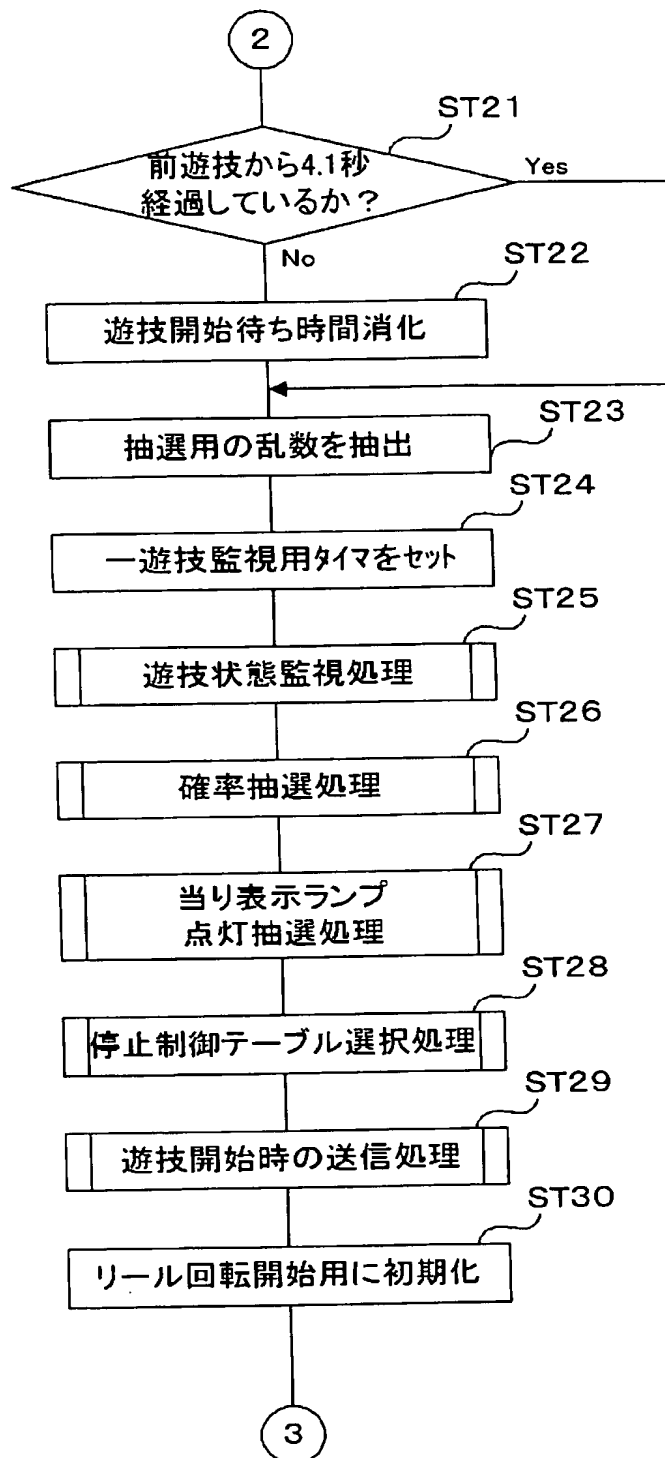 2
ST21
前遊技から4.1秒
経過しているか？
Yes
No
ST22
遊技開始待ち時間消化
ST23
抽選用の乱数を抽出
ST24
一遊技監視用タイマをセット
ST25
遊技状態監視処理
ST26
確率抽選処理
ST27
当り表示ランプ
点灯抽選処理
ST28
停止制御テーブル選択処理
ST29
遊技開始時の送信処理
ST30
リール回転開始用に初期化
3